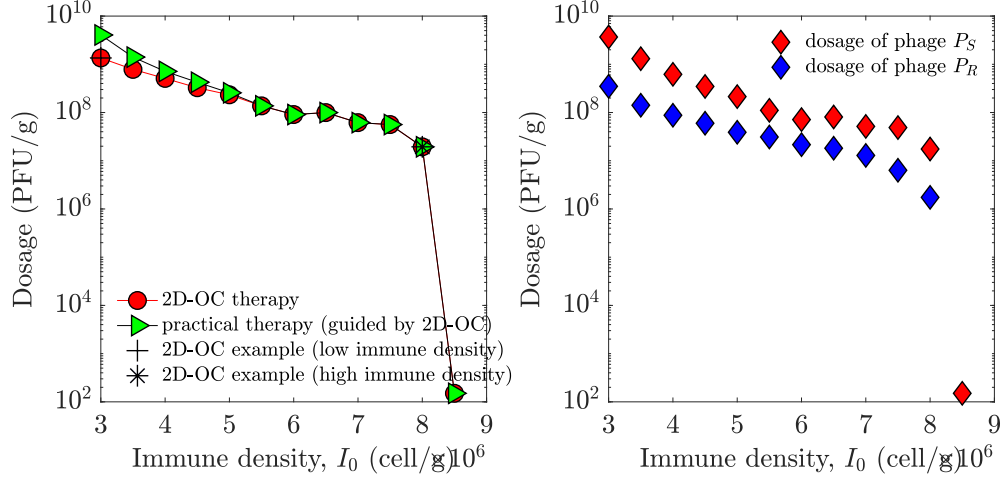 10^10
10^8
10^6
10^4
10^2
Dosage (PFU/g)
2D-OC therapy
practical therapy (guided by 2D-OC)
2D-OC example (low immune density)
2D-OC example (high immune density)
3 4 5 6 7 8 9
Immune density, I_0 (cell/g) ×10^6
10^10
10^8
10^6
10^4
10^2
Dosage (PFU/g)
dosage of phage P_S
dosage of phage P_R
3 4 5 6 7 8 9
Immune density, I_0 (cell/g) ×10^6